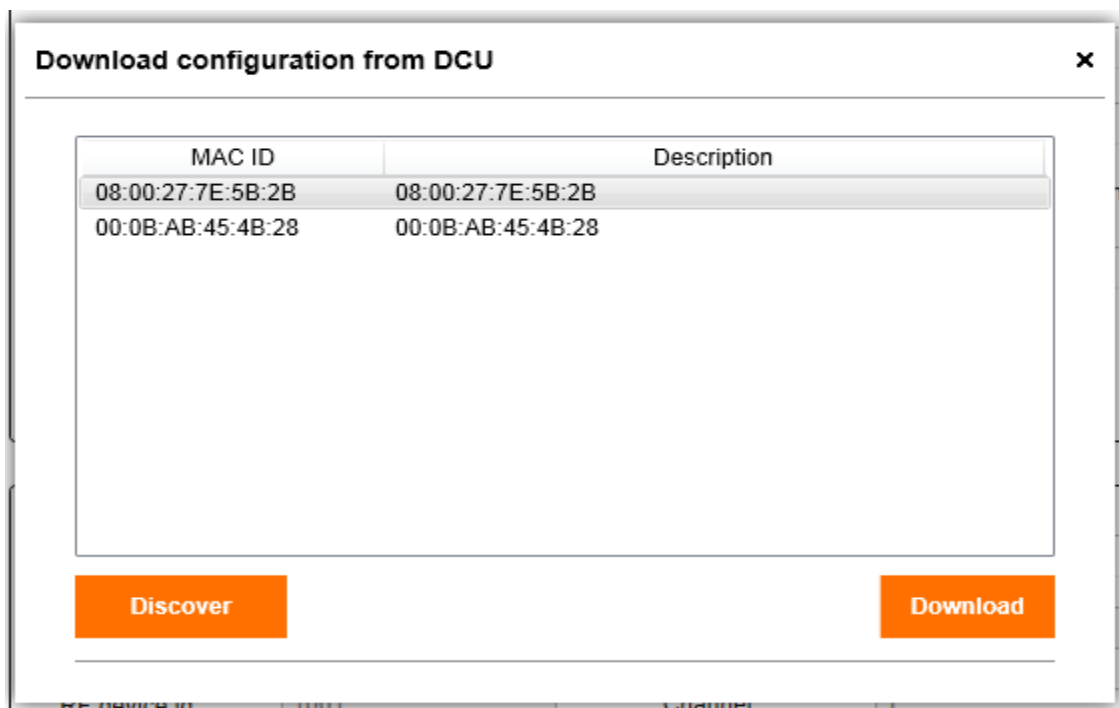 Download configuration from DCU
MAC ID Description
08:00:27:7E:5B:2B 08:00:27:7E:5B:2B
00:0B:AB:45:4B:28 00:0B:AB:45:4B:28
Discover Download